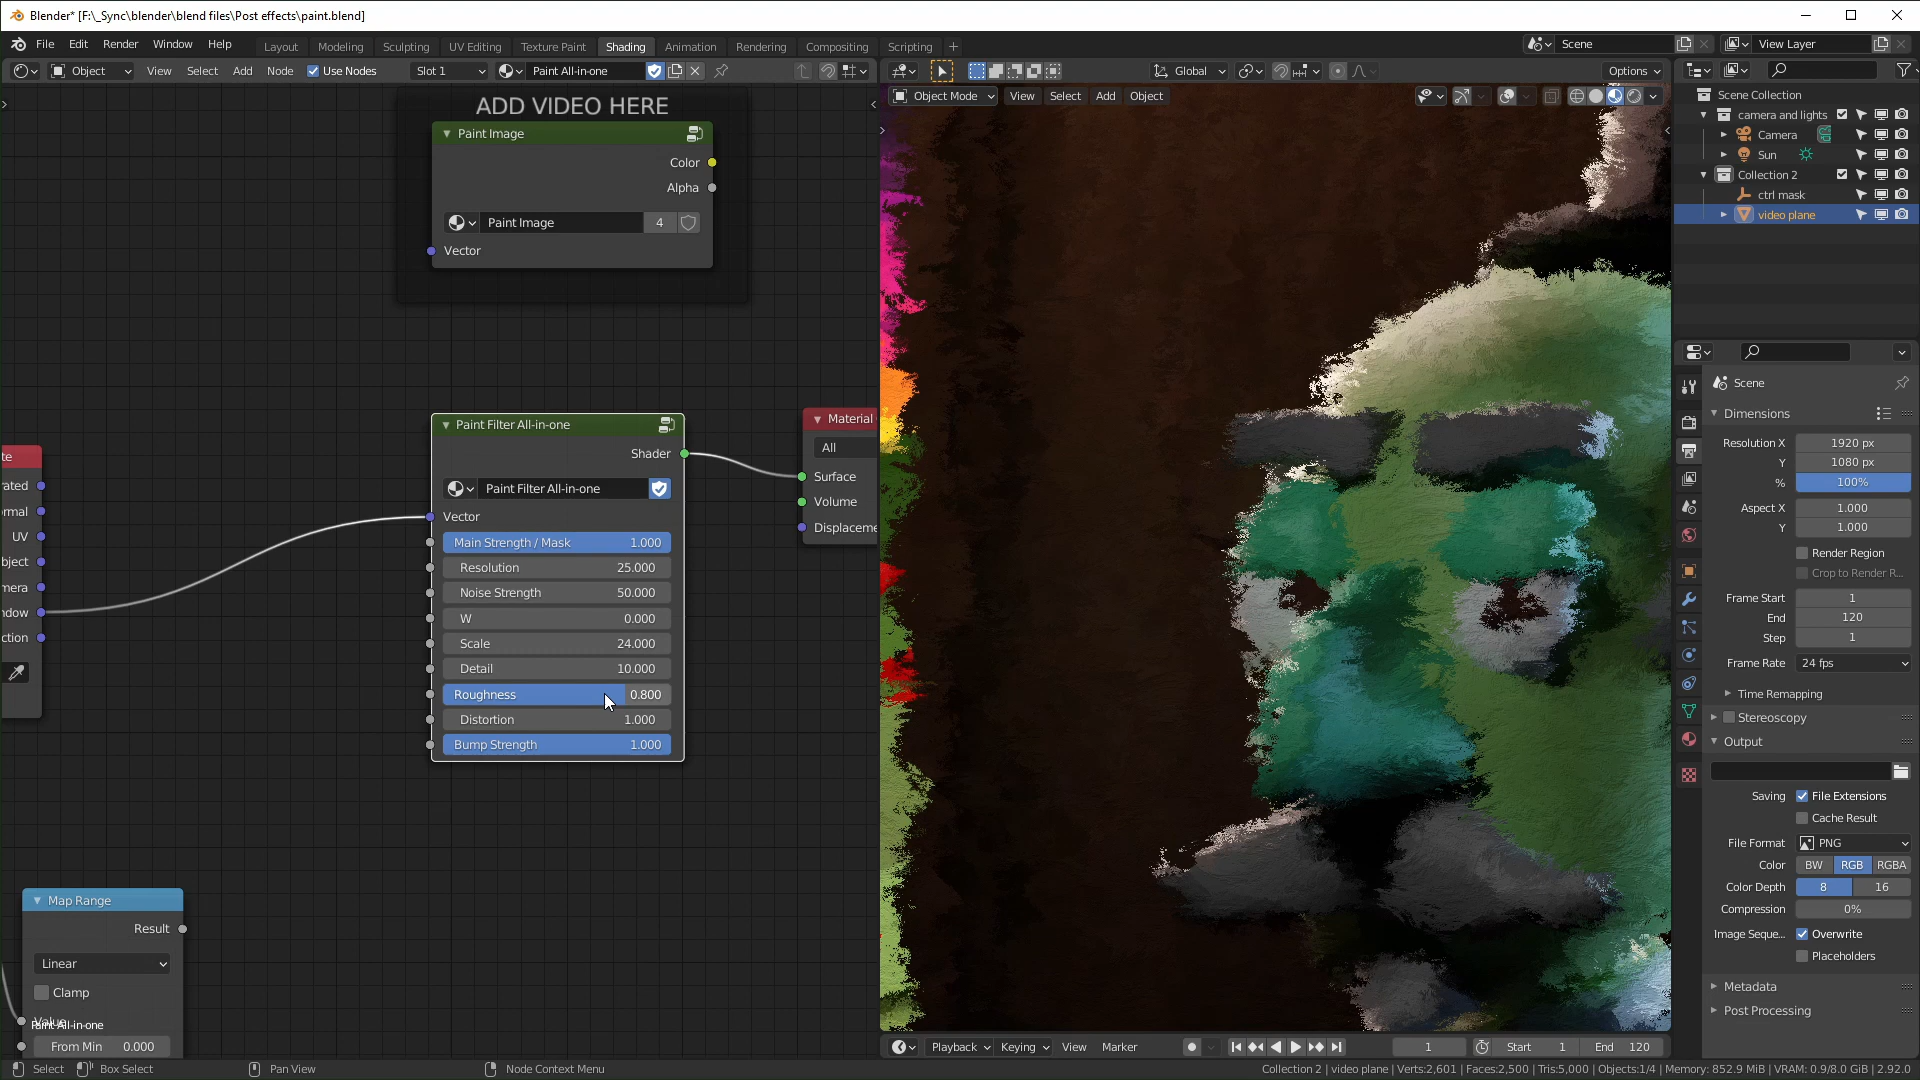 Blender* [F:\_Sync\blender\blend files\Post effects\paint.blend]
File Edit Render Window Help Layout Modeling Sculpting UV Editing Texture Paint Shading Animation Rendering Compositing Scripting + Scene View Layer
Object View Select Add Node Use Nodes Slot 1 Paint All-in-one Global Options
Object Mode View Select Add Object
Scene Collection
camera and lights
Camera
Sun
Collection 2
ctrl mask
video plane
ADD VIDEO HERE
Paint Image
Color
Alpha
Paint Image 4
Vector
te
rated
rmal
UV
bject
mera
ndow
ction
Paint Filter All-in-one
Shader
Paint Filter All-in-one
Vector
Main Strength / Mask 1.000
Resolution 25.000
Noise Strength 50.000
W 0.000
Scale 24.000
Detail 10.000
Roughness 0.800
Distortion 1.000
Bump Strength 1.000
Material
All
Surface
Volume
Displaceme
Map Range
Result
Linear
Clamp
Value
Paint All-in-one
From Min 0.000
Scene
Dimensions
Resolution X 1920 px
Y 1080 px
% 100%
Aspect X 1.000
Y 1.000
Render Region
Crop to Render R...
Frame Start 1
End 120
Step 1
Frame Rate 24 fps
Time Remapping
Stereoscopy
Output
Saving File Extensions
Cache Result
File Format PNG
Color BW RGB RGBA
Color Depth 8 16
Compression 0%
Image Seque... Overwrite
Placeholders
Metadata
Post Processing
Playback Keying View Marker 1 Start 1 End 120
Select Box Select Pan View Node Context Menu Collection 2 | video plane | Verts:2,601 | Faces:2,500 | Tris:5,000 | Objects:1/4 | Memory: 852.9 MiB | VRAM: 0.9/8.0 GiB | 2.92.0